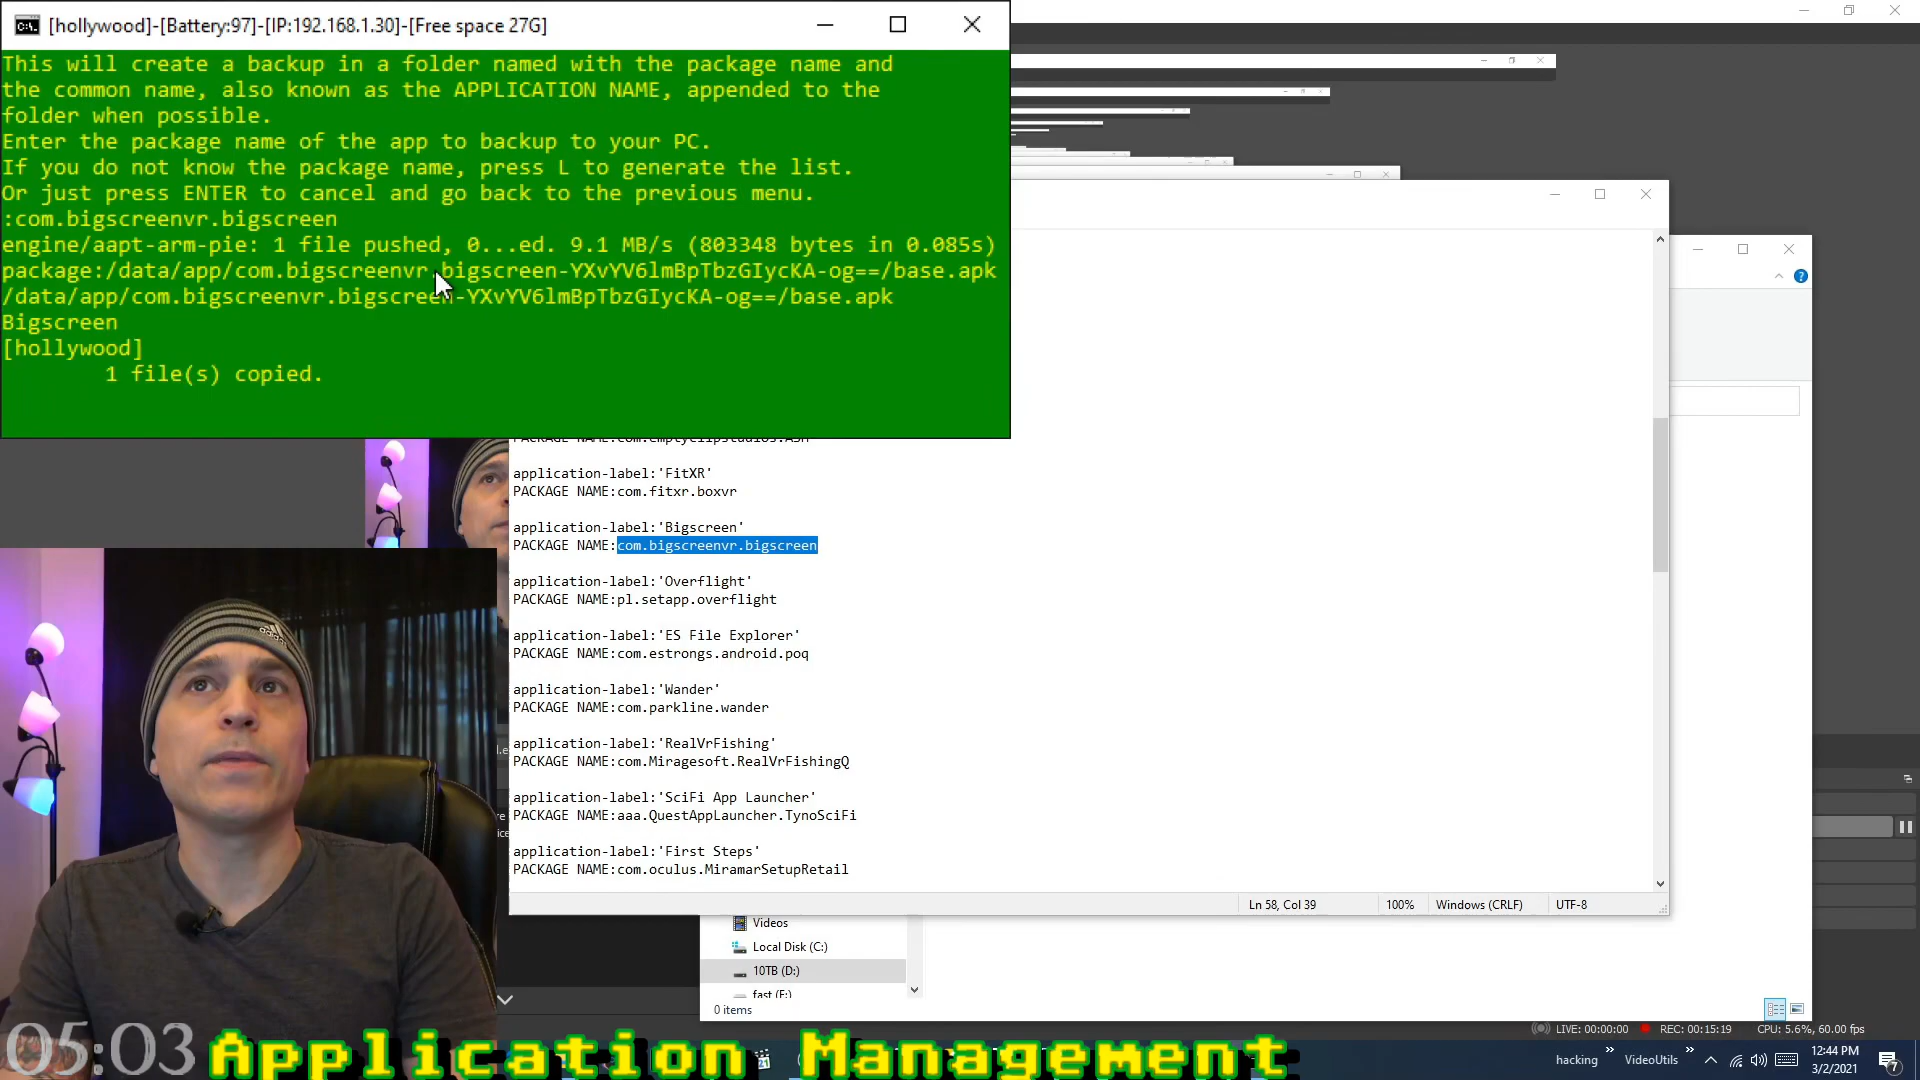 [hollywood]-[Battery:97]-[IP:192.168.1.30]-[Free space 27G]
This will create a backup in a folder named with the package name and
the common name, also known as the APPLICATION NAME, appended to the
folder when possible.
Enter the package name of the app to backup to your PC.
If you do not know the package name, press L to generate the list.
Or just press ENTER to cancel and go back to the previous menu.
:com.bigscreenvr.bigscreen
engine/aapt-arm-pie: 1 file pushed, 0...ed. 9.1 MB/s (803348 bytes in 0.085s)
package:/data/app/com.bigscreenvr.bigscreen-YXvYV6lmBpTbzGIycKA-og==/base.apk
/data/app/com.bigscreenvr.bigscreen-YXvYV6lmBpTbzGIycKA-og==/base.apk
Bigscreen
[hollywood]
1 file(s) copied.
application-label:'FitXR'
PACKAGE NAME:com.fitxr.boxvr
application-label:'Bigscreen'
PACKAGE NAME:com.bigscreenvr.bigscreen
application-label:'Overflight'
PACKAGE NAME:pl.setapp.overflight
application-label:'ES File Explorer'
PACKAGE NAME:com.estrongs.android.poq
application-label:'Wander'
PACKAGE NAME:com.parkline.wander
application-label:'RealVrFishing'
PACKAGE NAME:com.Miragesoft.RealVrFishingQ
application-label:'SciFi App Launcher'
PACKAGE NAME:aaa.QuestAppLauncher.TynoSciFi
application-label:'First Steps'
PACKAGE NAME:com.oculus.MiramarSetupRetail
Ln 58, Col 39
100%
Windows (CRLF)
UTF-8
Videos
Local Disk (C:)
10TB (D:)
fast (F:)
0 items
LIVE: 00:00:00
REC: 00:15:19
CPU: 5.6%, 60.00 fps
05:03
Application Management
hacking
VideoUtils
12:44 PM
3/2/2021
7